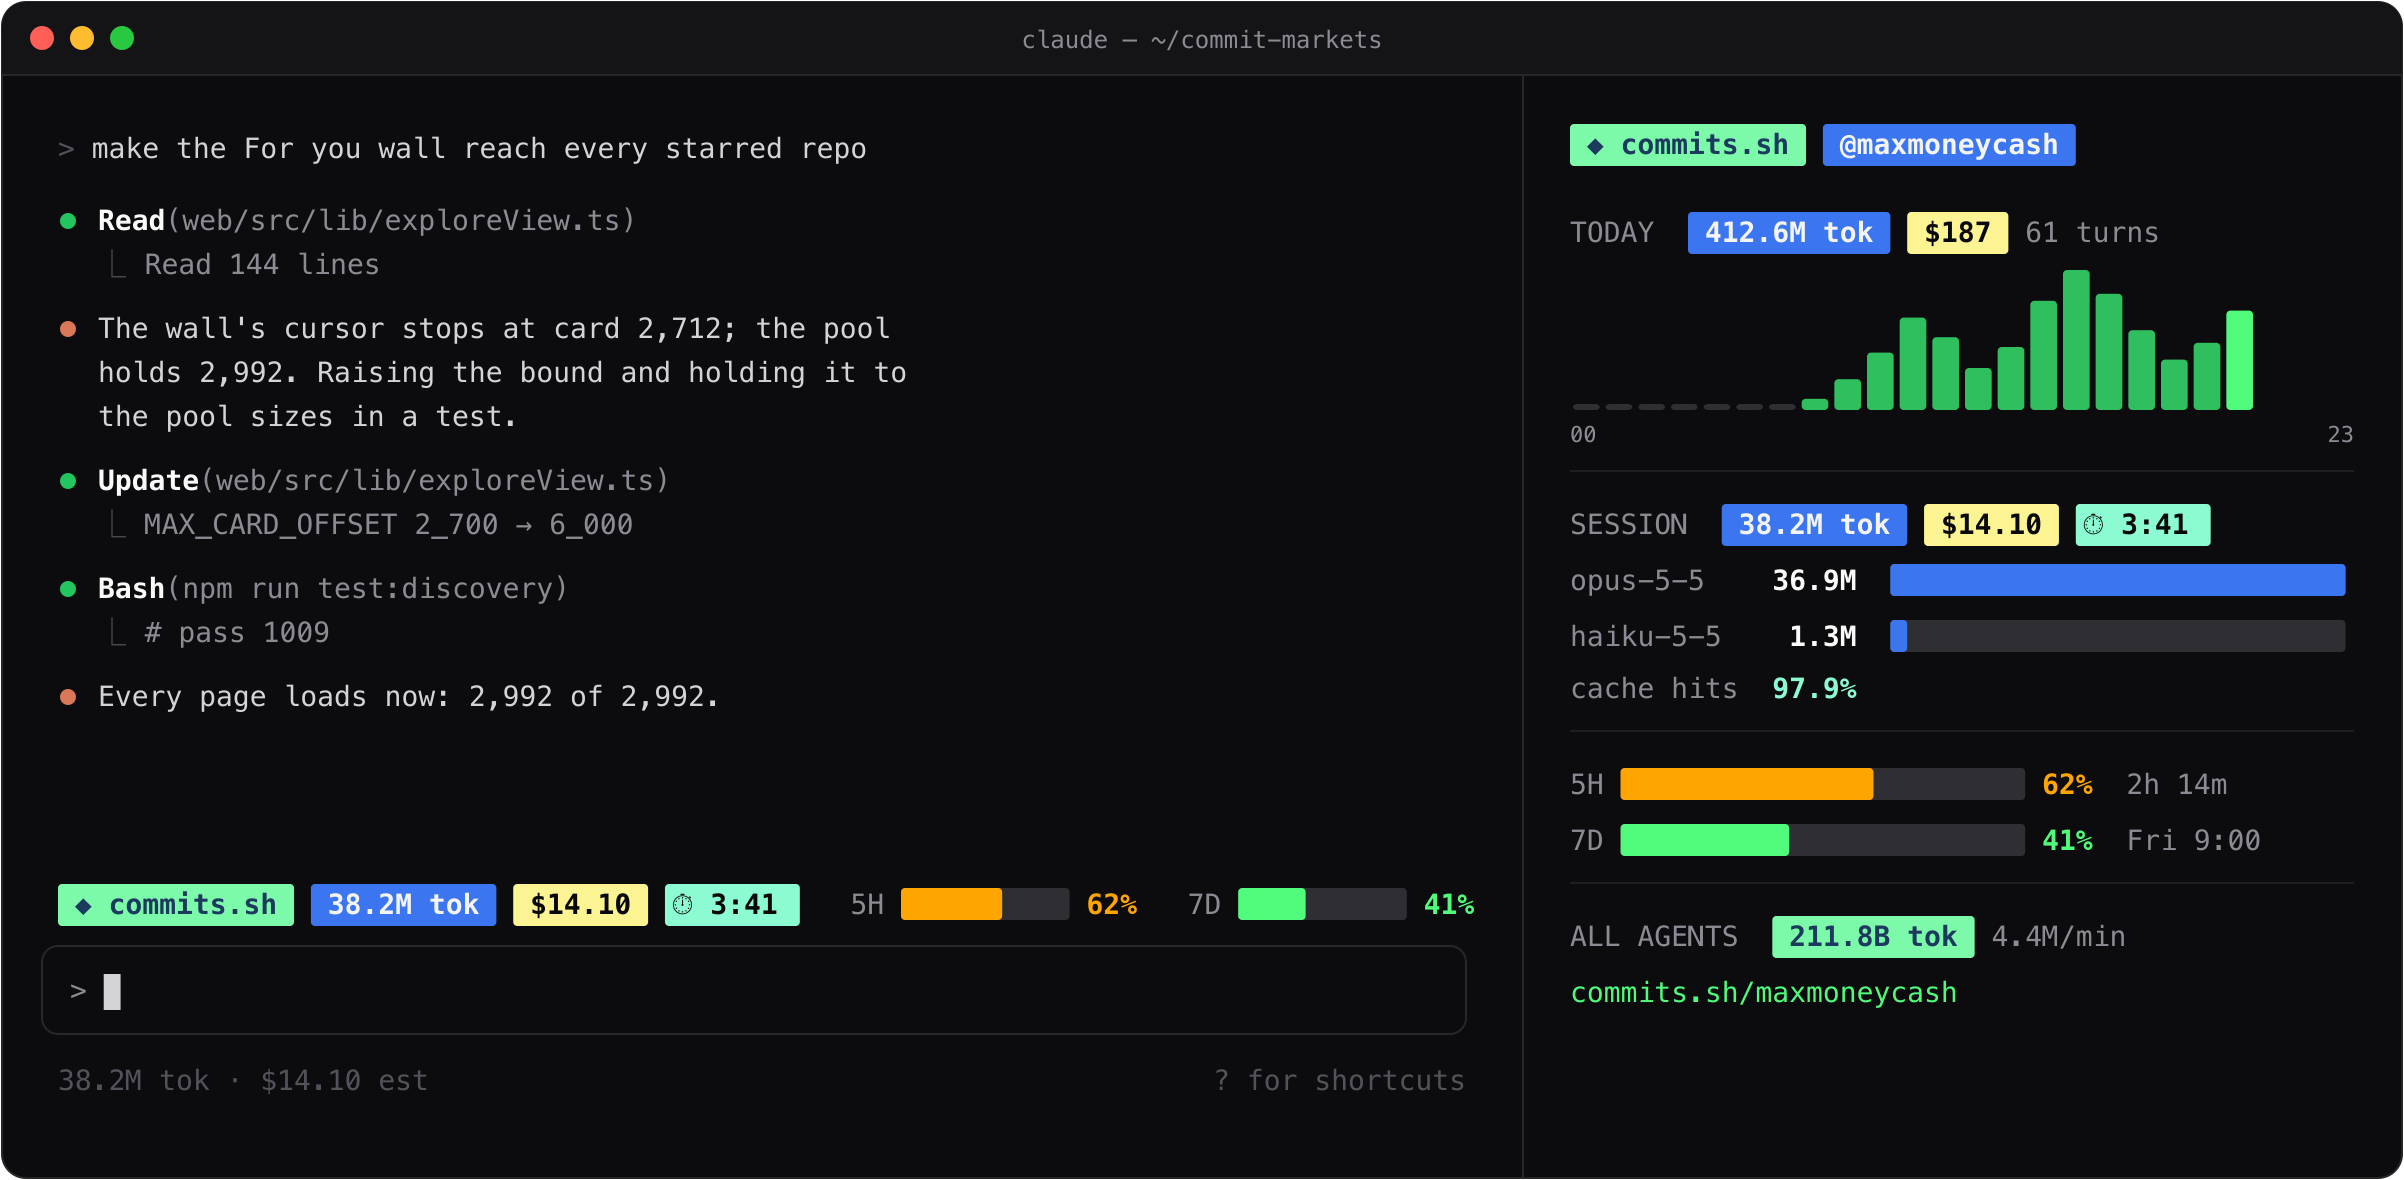 claude — ~/commit-markets
> make the For you wall reach every starred repo
Read(web/src/lib/exploreView.ts)
⎿ Read 144 lines
The wall's cursor stops at card 2,712; the pool
holds 2,992. Raising the bound and holding it to
the pool sizes in a test.
Update(web/src/lib/exploreView.ts)
⎿ MAX_CARD_OFFSET 2_700 → 6_000
Bash(npm run test:discovery)
⎿ # pass 1009
Every page loads now: 2,992 of 2,992.
◆ commits.sh 38.2M tok $14.10 ⏱ 3:41 5H 62% 7D 41%
>
38.2M tok · $14.10 est ? for shortcuts
◆ commits.sh @maxmoneycash
TODAY 412.6M tok $187 61 turns
00 23
SESSION 38.2M tok $14.10 ⏱ 3:41
opus-5-5 36.9M
haiku-5-5 1.3M
cache hits 97.9%
5H 62% 2h 14m
7D 41% Fri 9:00
ALL AGENTS 211.8B tok 4.4M/min
commits.sh/maxmoneycash